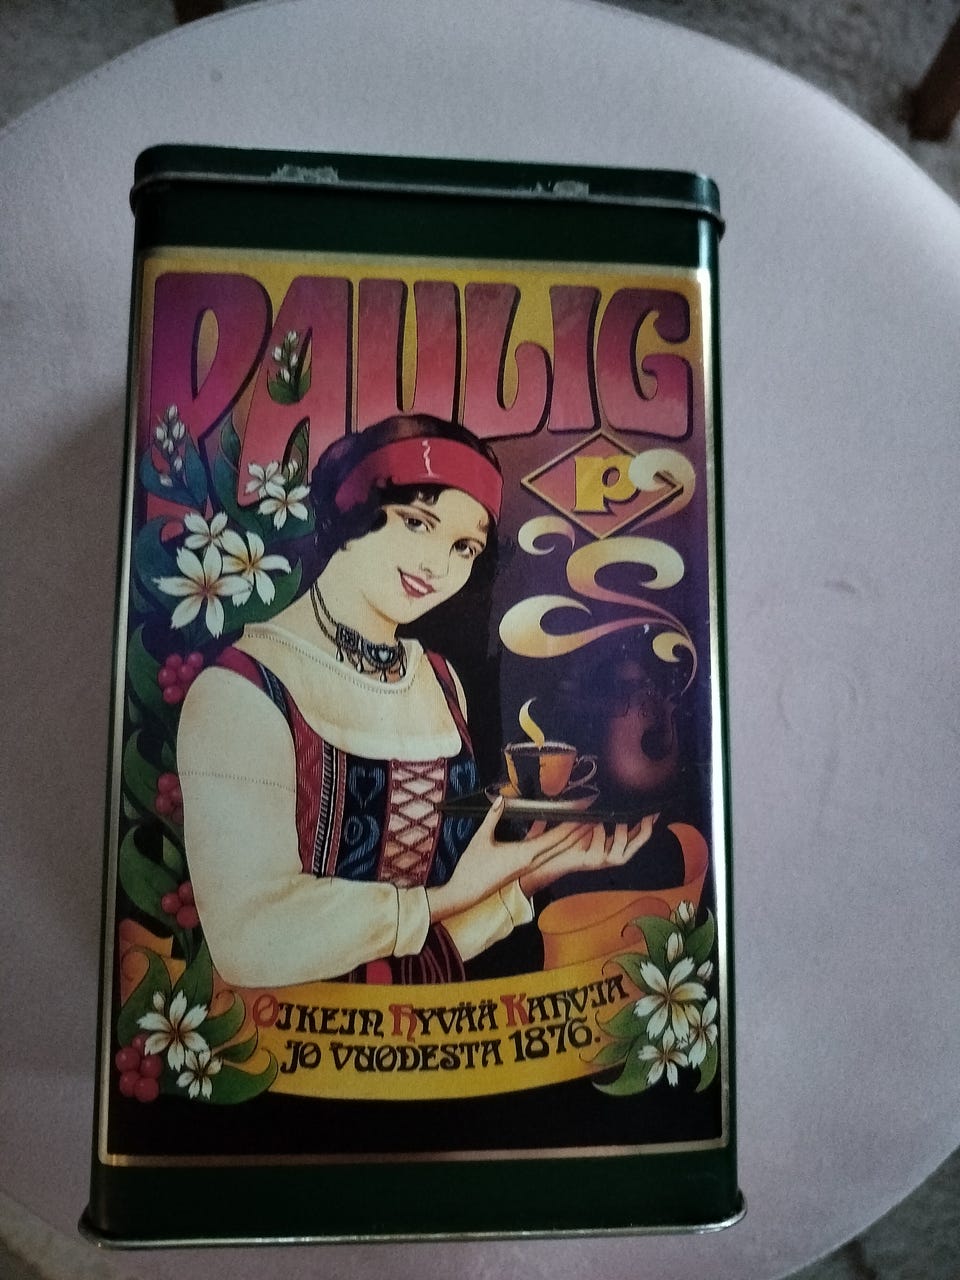 PAULIG
P
OIKEIN HYVÄÄ KAHVIA
JO VUODESTA 1876.